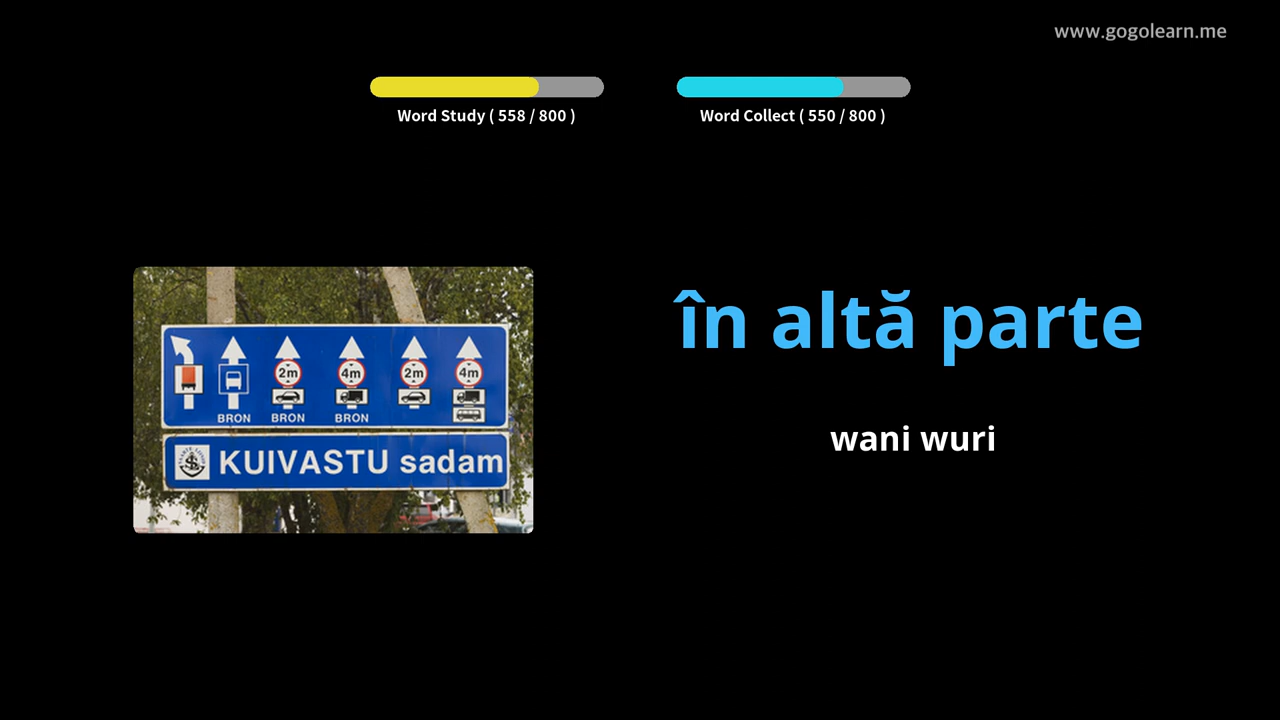 www.gogolearn.me
Word Study ( 558 / 800 )
Word Collect ( 550 / 800 )
în altă parte
wani wuri
2m 4m 2m 4m
BRON BRON BRON
KUIVASTU sadam